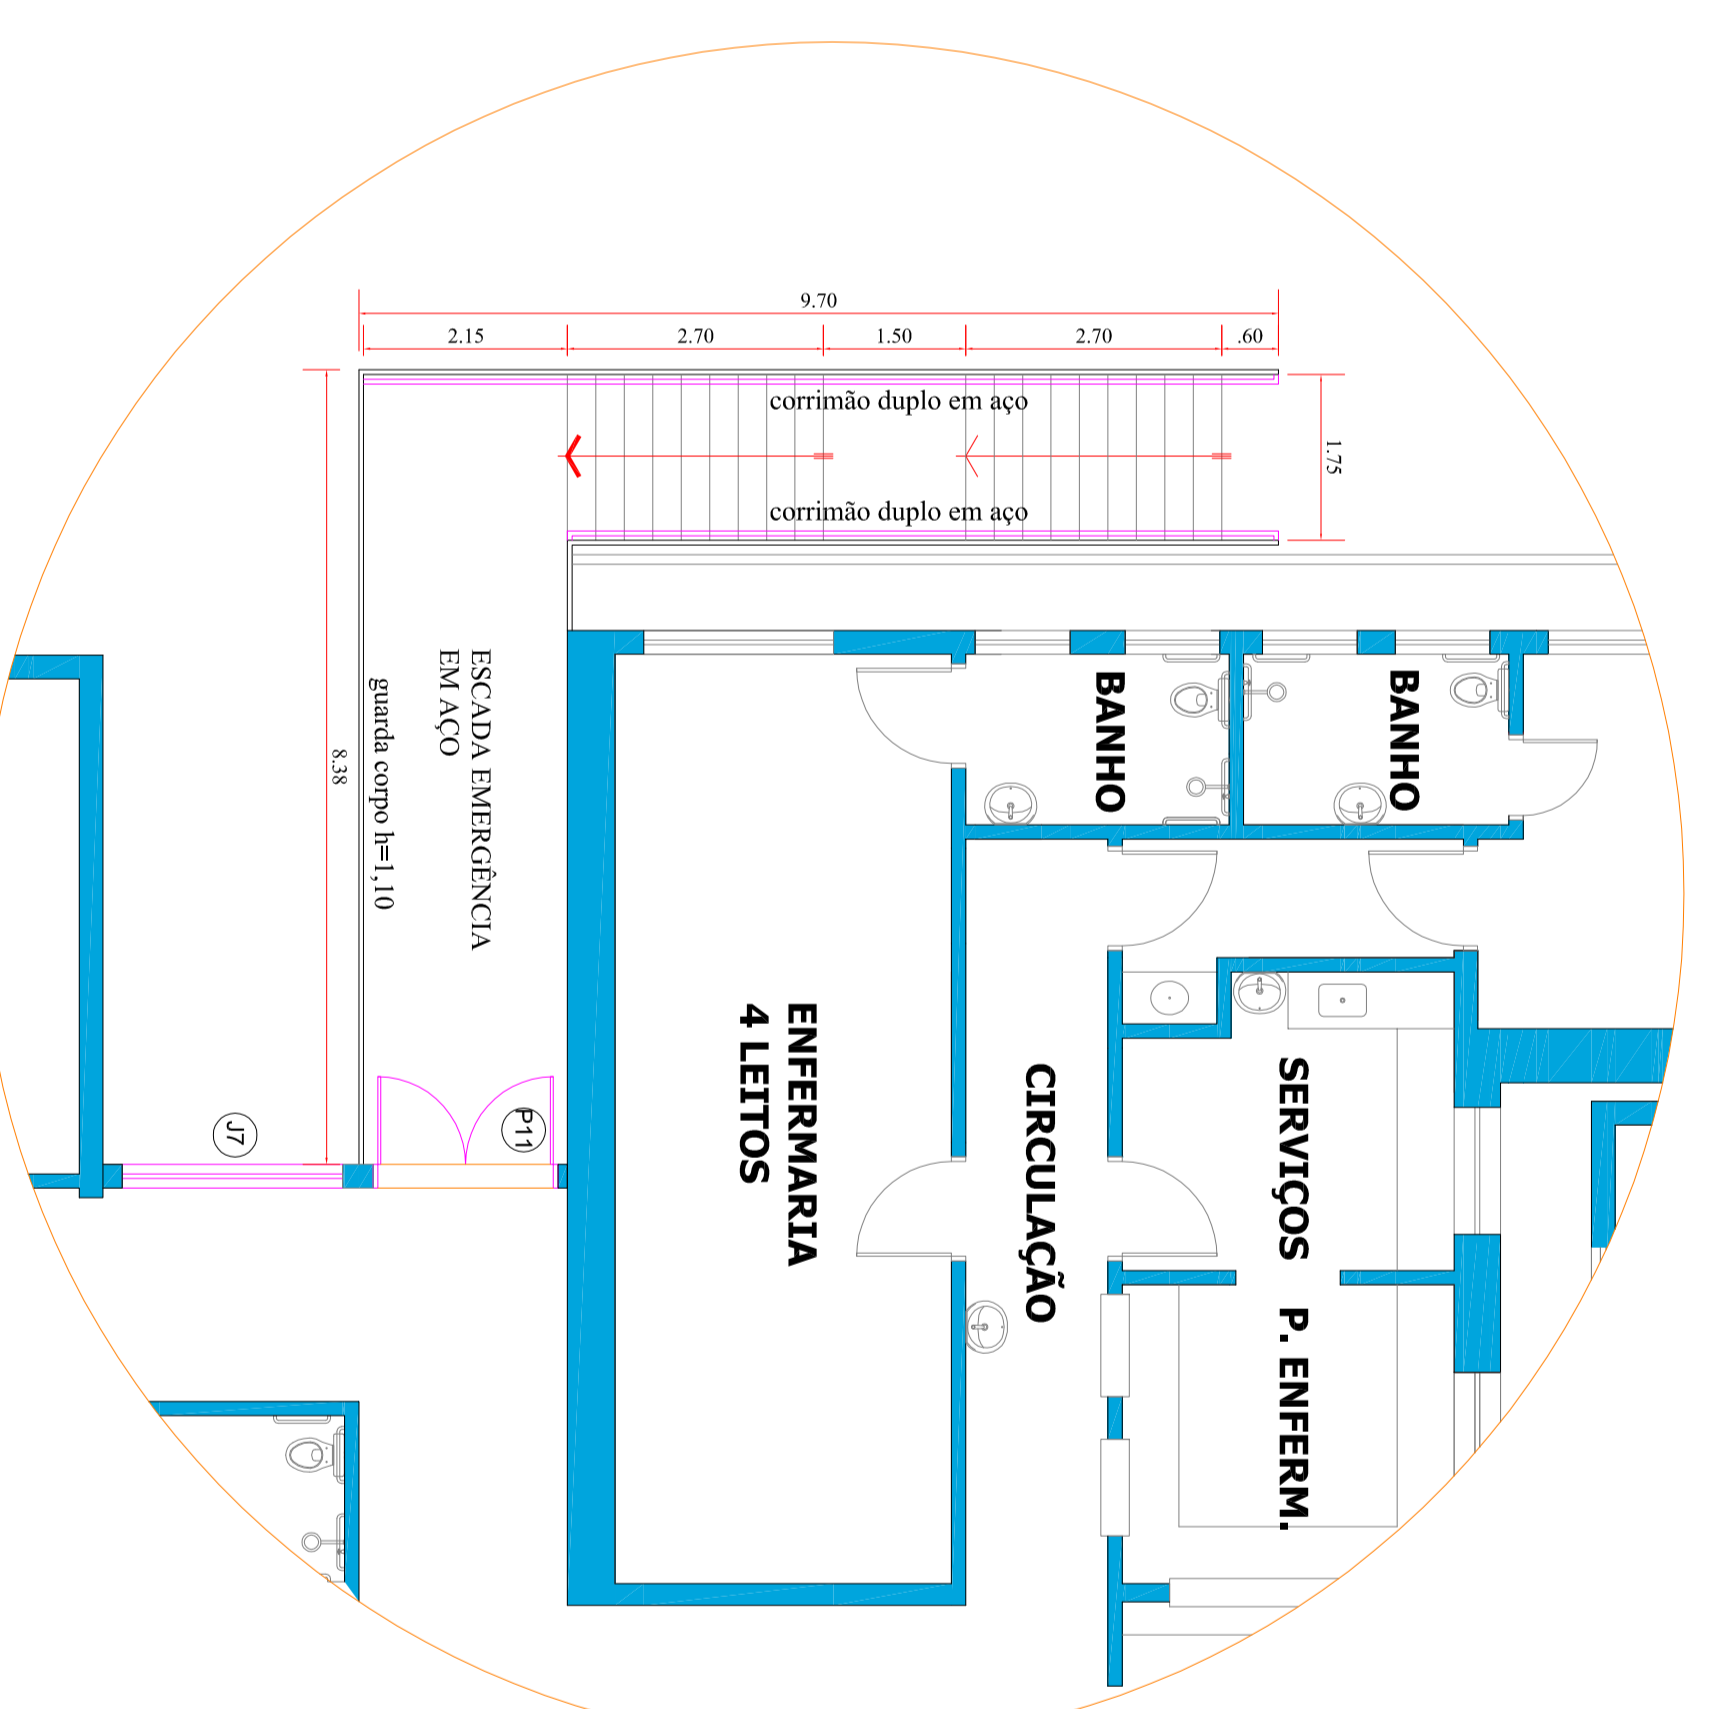 9.70
2.15
2.70
1.50
2.70
.60
corrimão duplo em aço
1.75
corrimão duplo em aço
ESCADA EMERGÊNCIA
EM AÇO
guarda corpo h=1,10
8.38
BANHO
BANHO
ENFERMARIA
4 LEITOS
CIRCULAÇÃO
SERVIÇOS
P. ENFERM.
J7
P11